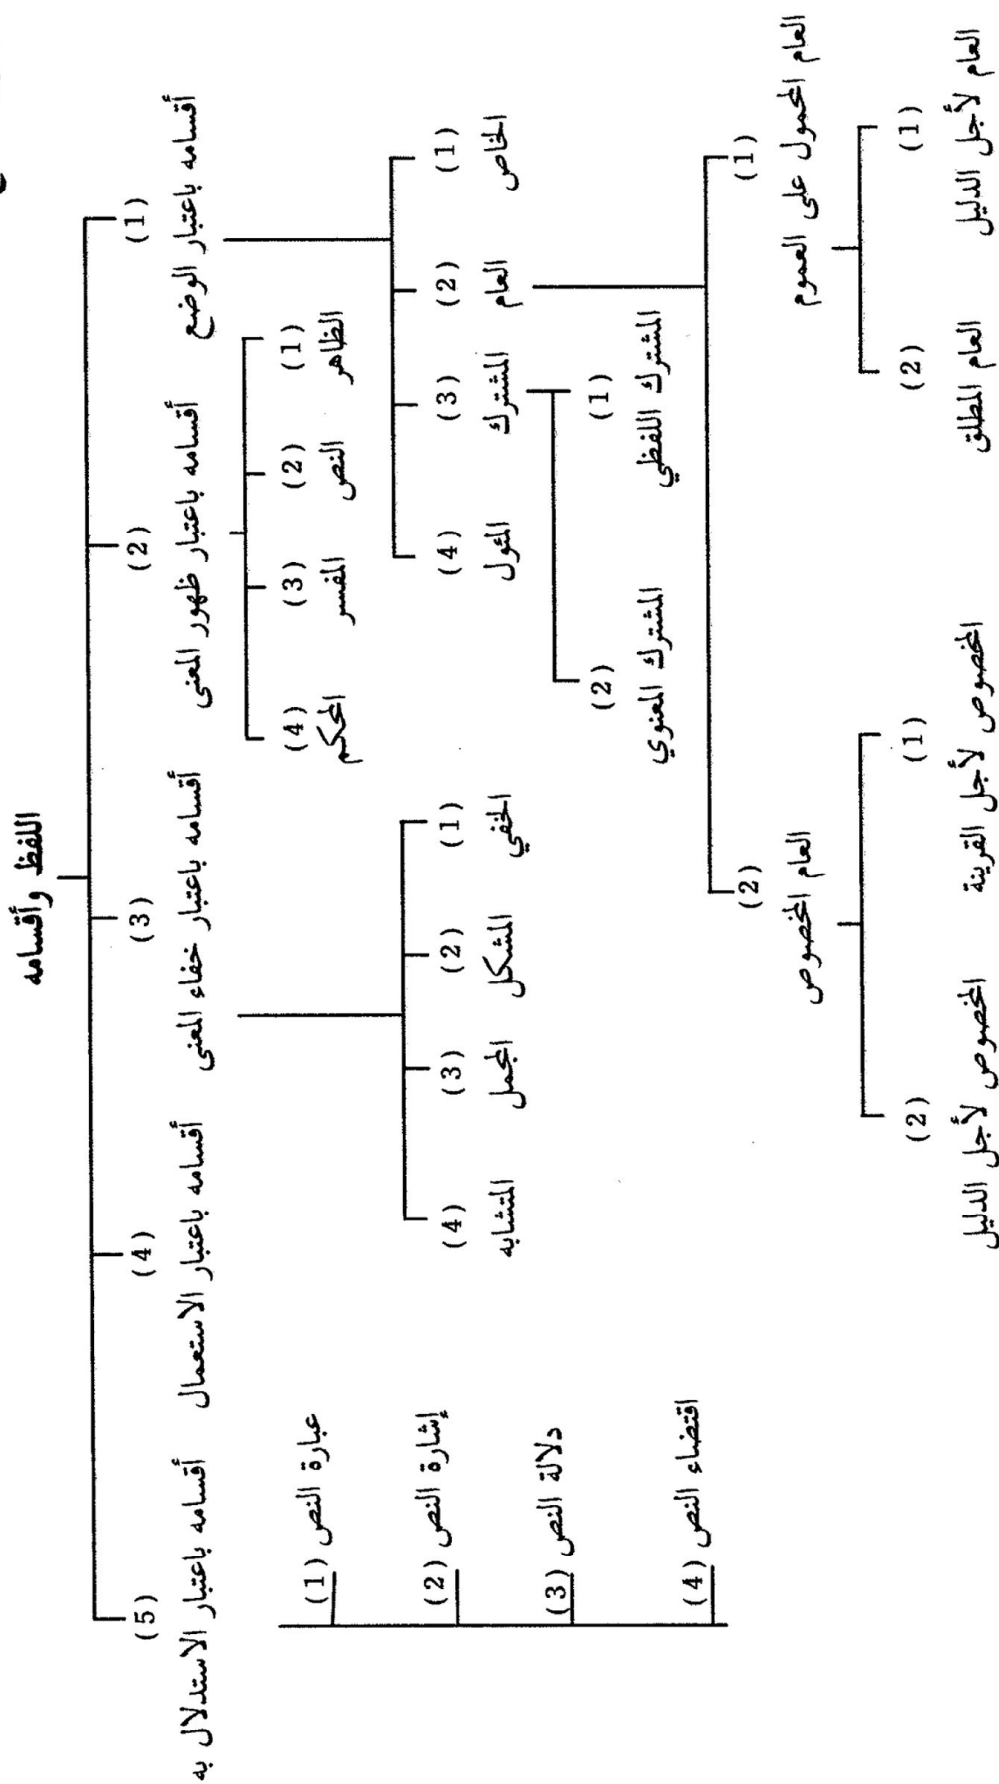 اللفظ وأقسامه
(1)
(2)
(3)
(4)
(5)
أقسامه باعتبار الوضع
أقسامه باعتبار ظهور المعنى
أقسامه باعتبار خفاء المعنى
أقسامه باعتبار الاستعمال
أقسامه باعتبار الاستدلال به
(1)
(2)
(3)
(4)
الظاهر
النص
المفسر
المحكم
(1) عبارة النص
(2) إشارة النص
(3) دلالة النص
(4) اقتضاء النص
(1)
(2)
(3)
(4)
الخاص
العام
المشترك
المئول
(1)
(2)
(3)
(4)
الخفي
المشكل
المجمل
المتشابه
(1)
(2)
المشترك اللفظي
المشترك المعنوي
(1)
(2)
العام المحمول على العموم
العام المخصوص
(1)
(2)
العام لأجل الدليل
العام المطلق
(1)
(2)
المخصوص لأجل القرينة
المخصوص لأجل الدليل